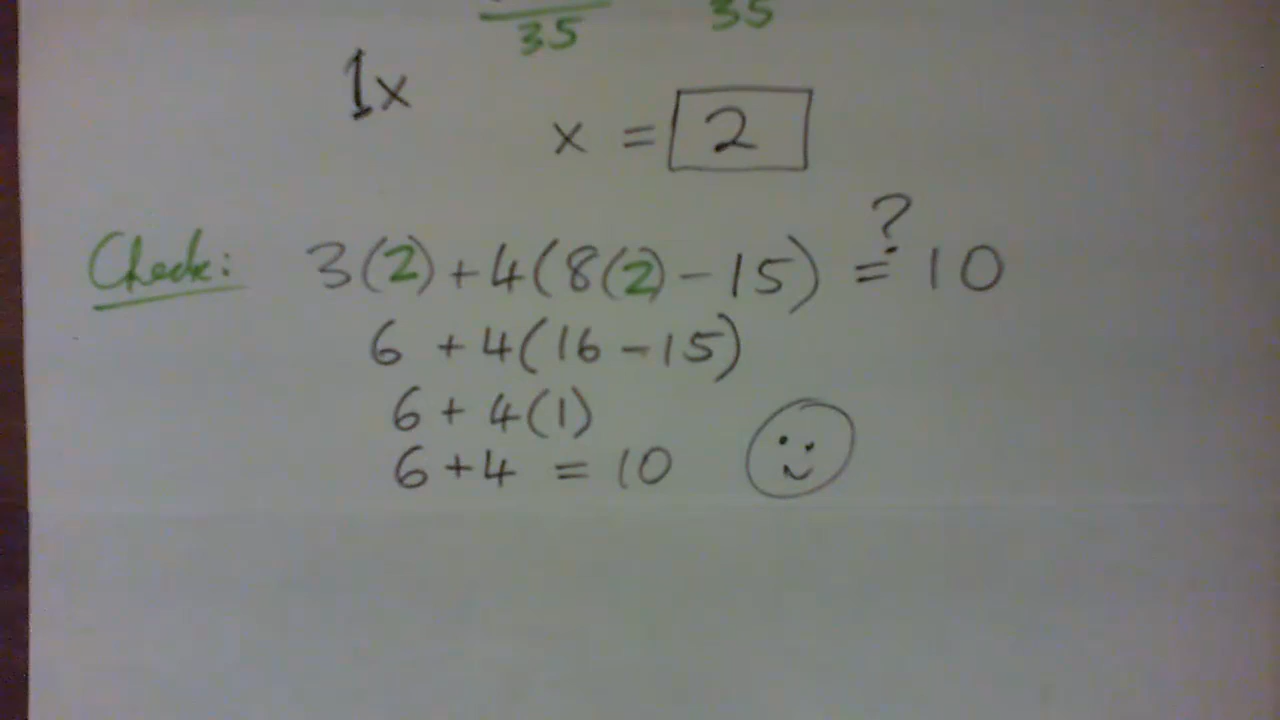 35 35
1x
x = 2
Check: 3(2) + 4(8(2) - 15) =? 10
6 + 4(16 - 15)
6 + 4(1)
6 + 4 = 10